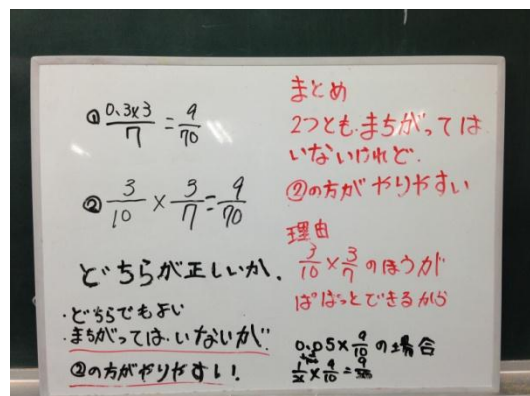 ① 0.3×3/7 = 9/70
② 3/10 × 3/7 = 9/70
どちらが正しいか.
・どちらでもよい
・まちがっては.いないが!!
②の方がやりやすい!
まとめ
2つとも.まちがっては
いないけれど.
②の方がやりやすい
理由
3/10×3/7のほうが
ぱぱっとできるから
0.05×9/10の場合
×9/10=